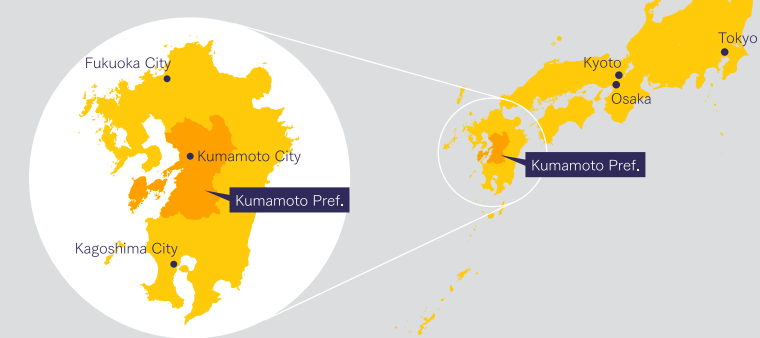 Fukuoka City
Kumamoto City
Kumamoto Pref.
Kagoshima City
Tokyo
Kyoto
Osaka
Kumamoto Pref.